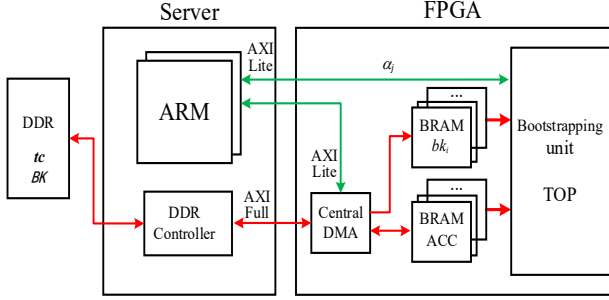 Server
FPGA
AXI
Lite
α_j
DDR
tc
BK
ARM
...
BRAM
bk_i
Bootstrapping
unit
TOP
AXI
Lite
DDR
Controller
AXI
Full
Central
DMA
...
BRAM
ACC